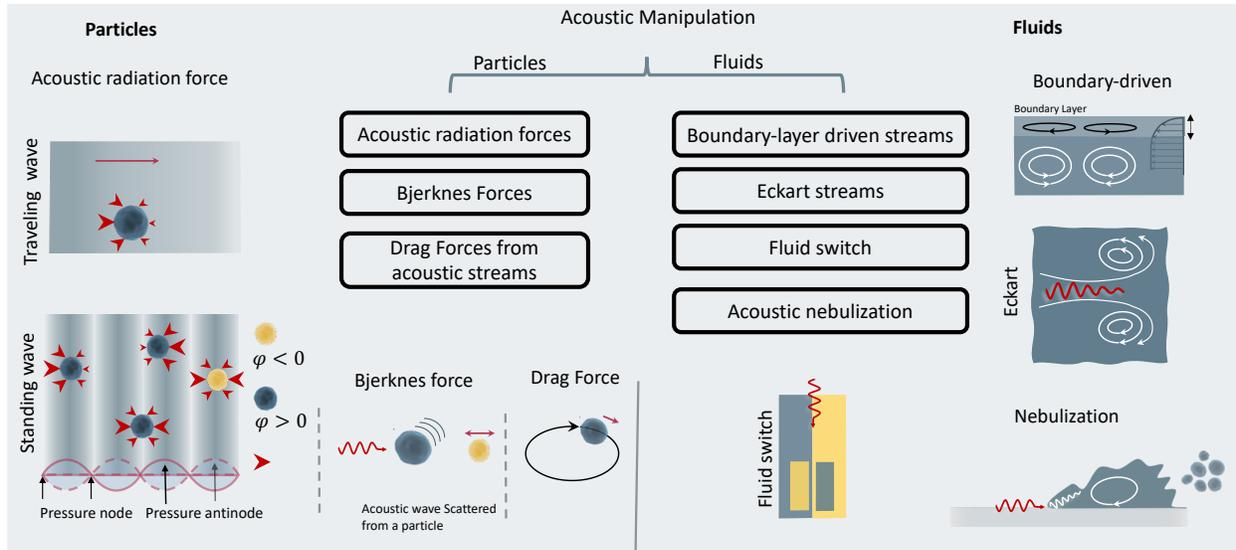 Acoustic Manipulation
Particles
Fluids
Particles
Acoustic radiation force
Traveling wave
Standing wave
φ < 0
φ > 0
Pressure node
Pressure antinode
Acoustic radiation forces
Bjerknes Forces
Drag Forces from
acoustic streams
Boundary-layer driven streams
Eckart streams
Fluid switch
Acoustic nebulization
Bjerknes force
Acoustic wave Scattered
from a particle
Drag Force
Fluid switch
Fluids
Boundary-driven
Boundary Layer
Eckart
Nebulization